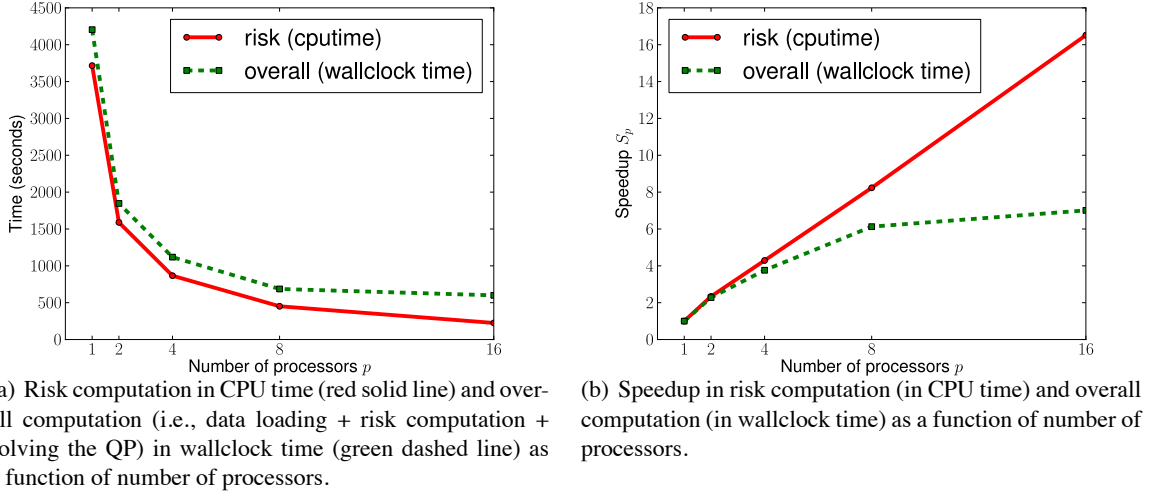 4500
4000
3500
3000
2500
2000
1500
1000
500
0
Time (seconds)
risk (cputime)
overall (wallclock time)
1 2 4 8 16
Number of processors p
18
16
14
12
10
8
6
4
2
0
Speedup Sp
risk (cputime)
overall (wallclock time)
1 2 4 8 16
Number of processors p
) Risk computation in CPU time (red solid line) and over-
ll computation (i.e., data loading + risk computation +
olving the QP) in wallclock time (green dashed line) as
function of number of processors.
(b) Speedup in risk computation (in CPU time) and overall
computation (in wallclock time) as a function of number of
processors.